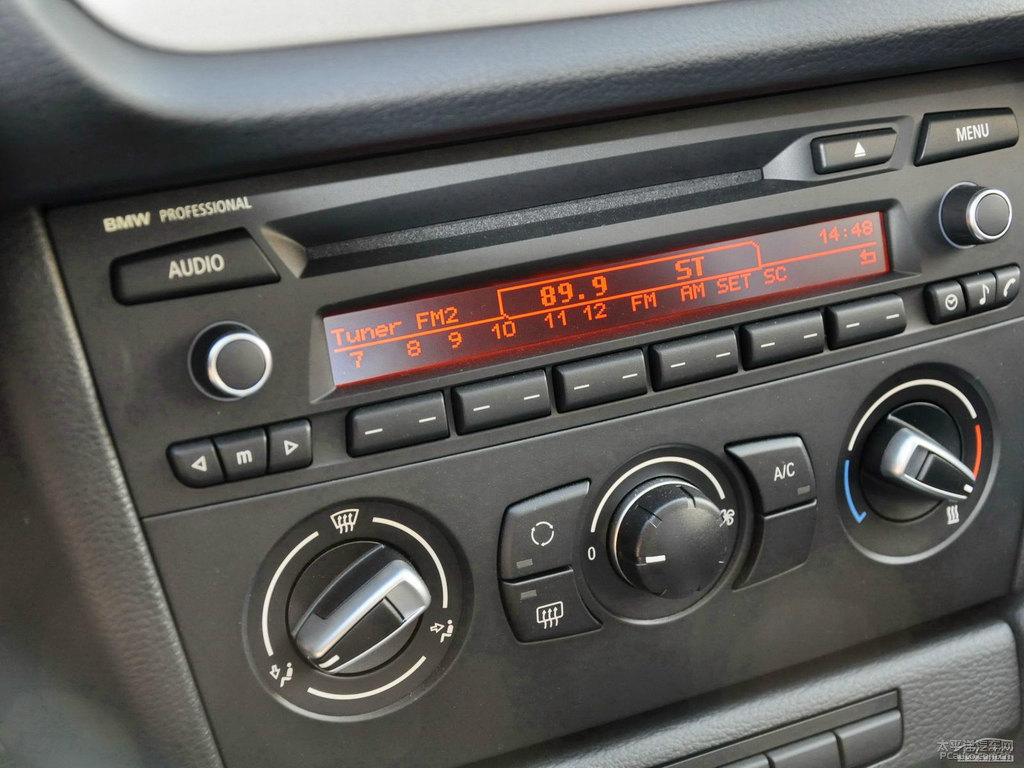 MENU
BMW PROFESSIONAL
AUDIO
14:48
89.9 ST
Tuner FM2
7 8 9 10 11 12 FM AM SET SC
m
A/C
0
太平洋汽车网
PCauto.com.cn